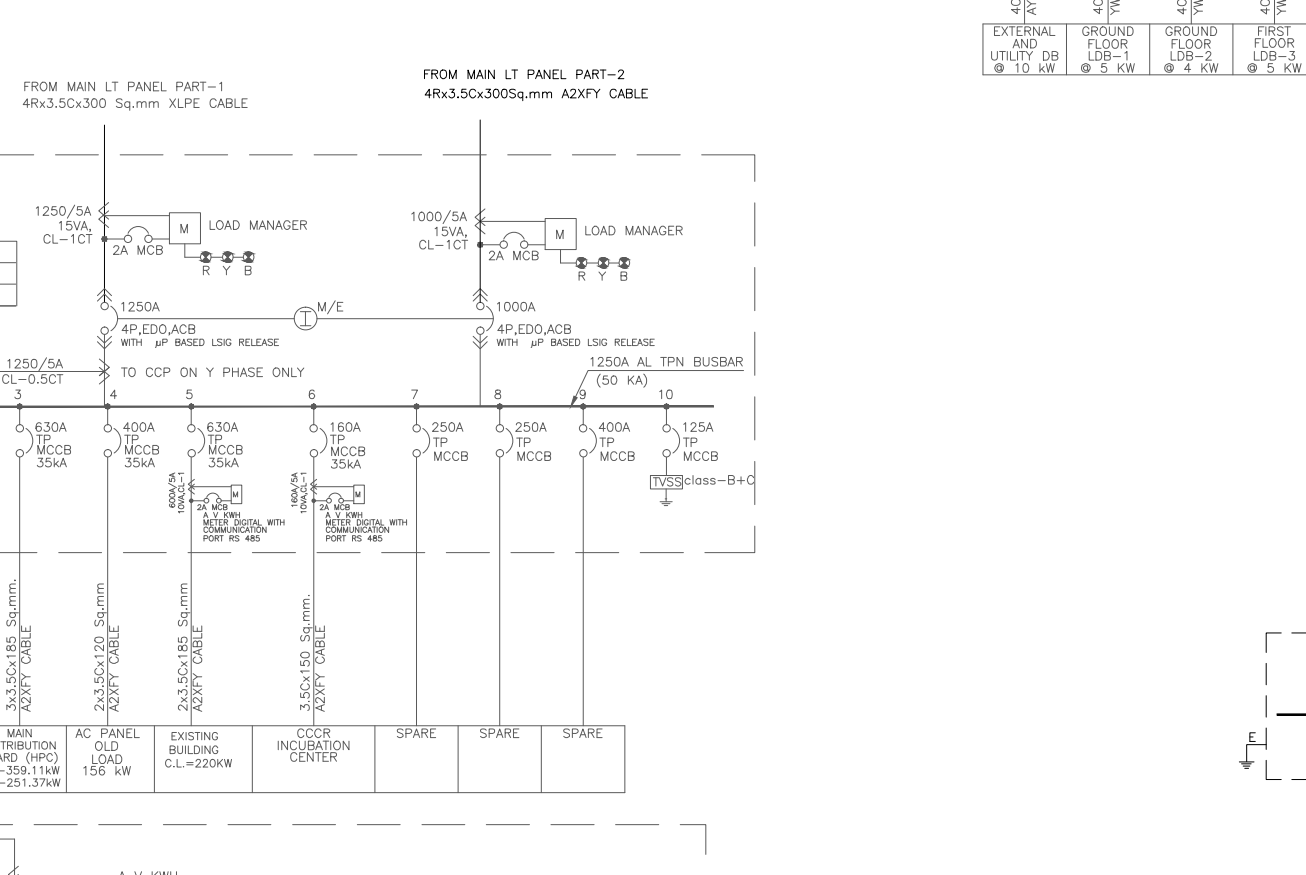 4C
AY
4C
YW
4C
YW
4C
YW
EXTERNAL
AND
UTILITY DB
@ 10 kW
GROUND
FLOOR
LDB-1
@ 5 KW
GROUND
FLOOR
LDB-2
@ 4 KW
FIRST
FLOOR
LDB-3
@ 5 KW
FROM MAIN LT PANEL PART-1
4Rx3.5Cx300 Sq.mm XLPE CABLE
FROM MAIN LT PANEL PART-2
4Rx3.5Cx300Sq.mm A2XFY CABLE
1250/5A
15VA,
CL-1CT
2A MCB
M
LOAD MANAGER
R Y B
1000/5A
15VA,
CL-1CT
2A MCB
M
LOAD MANAGER
R Y B
1250A
4P,EDO,ACB
WITH µP BASED LSIG RELEASE
I
M/E
1000A
4P,EDO,ACB
WITH µP BASED LSIG RELEASE
1250/5A
CL-0.5CT
TO CCP ON Y PHASE ONLY
1250A AL TPN BUSBAR
(50 KA)
3
4
5
6
7
8
9
10
630A
TP
MCCB
35kA
400A
TP
MCCB
35kA
630A
TP
MCCB
35kA
160A
TP
MCCB
35kA
250A
TP
MCCB
250A
TP
MCCB
400A
TP
MCCB
125A
TP
MCCB
TVSS
class-B+C
600A/5A
10VA,CL-1
M
2A MCB
A V KWH
METER DIGITAL WITH
COMMUNICATION
PORT RS 485
160A/5A
10VA,CL-1
M
2A MCB
A V KWH
METER DIGITAL WITH
COMMUNICATION
PORT RS 485
3x3.5Cx185 Sq.mm.
A2XFY CABLE
2x3.5Cx120 Sq.mm
A2XFY CABLE
2x3.5Cx185 Sq.mm
A2XFY CABLE
3.5Cx150 Sq.mm.
A2XFY CABLE
MAIN
TRIBUTION
ARD (HPC)
-359.11kW
-251.37kW
AC PANEL
OLD
LOAD
156 kW
EXISTING
BUILDING
C.L.=220KW
CCCR
INCUBATION
CENTER
SPARE
SPARE
SPARE
E
A V KWH